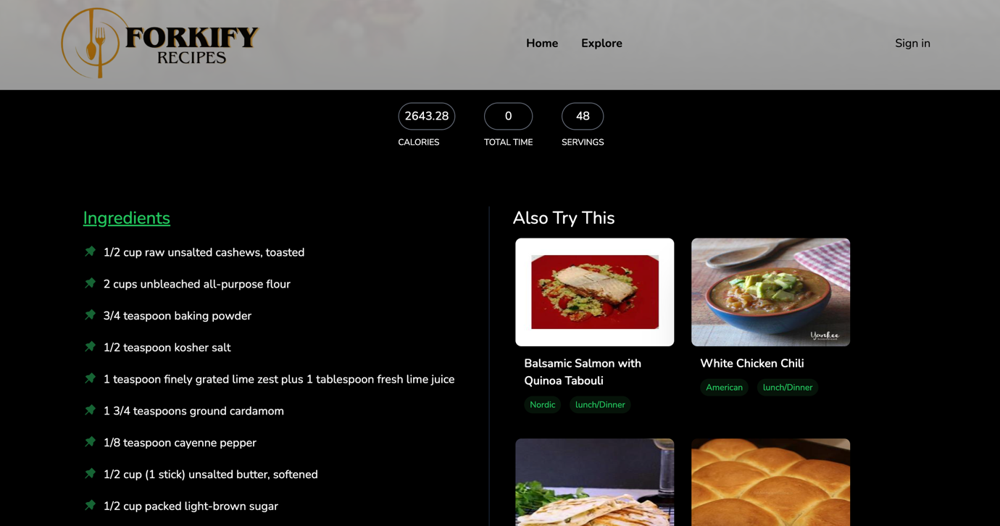 FORKIFY
RECIPES
Home
Explore
Sign in
2643.28
0
48
CALORIES
TOTAL TIME
SERVINGS
Ingredients
1/2 cup raw unsalted cashews, toasted
2 cups unbleached all-purpose flour
3/4 teaspoon baking powder
1/2 teaspoon kosher salt
1 teaspoon finely grated lime zest plus 1 tablespoon fresh lime juice
1 3/4 teaspoons ground cardamom
1/8 teaspoon cayenne pepper
1/2 cup (1 stick) unsalted butter, softened
1/2 cup packed light-brown sugar
Also Try This
Balsamic Salmon with
Quinoa Tabouli
Nordic
lunch/Dinner
Yankee
White Chicken Chili
American
lunch/Dinner